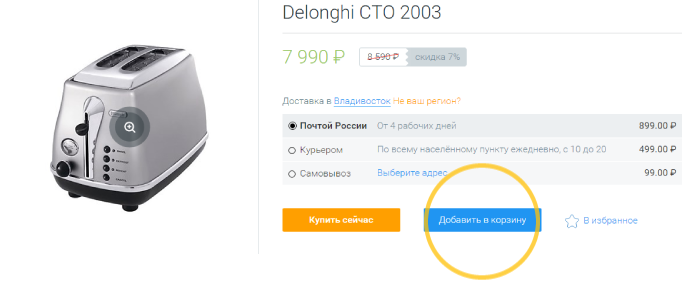 Delonghi CTO 2003
7 990 ₽ 8 590 ₽ скидка 7%
Доставка в Владивосток Не ваш регион?
Почтой России От 4 рабочих дней 899.00 ₽
Курьером По всему населённому пункту ежедневно, с 10 до 20 499.00 ₽
Самовывоз Выберите адрес 99.00 ₽
Купить сейчас Добавить в корзину В избранное